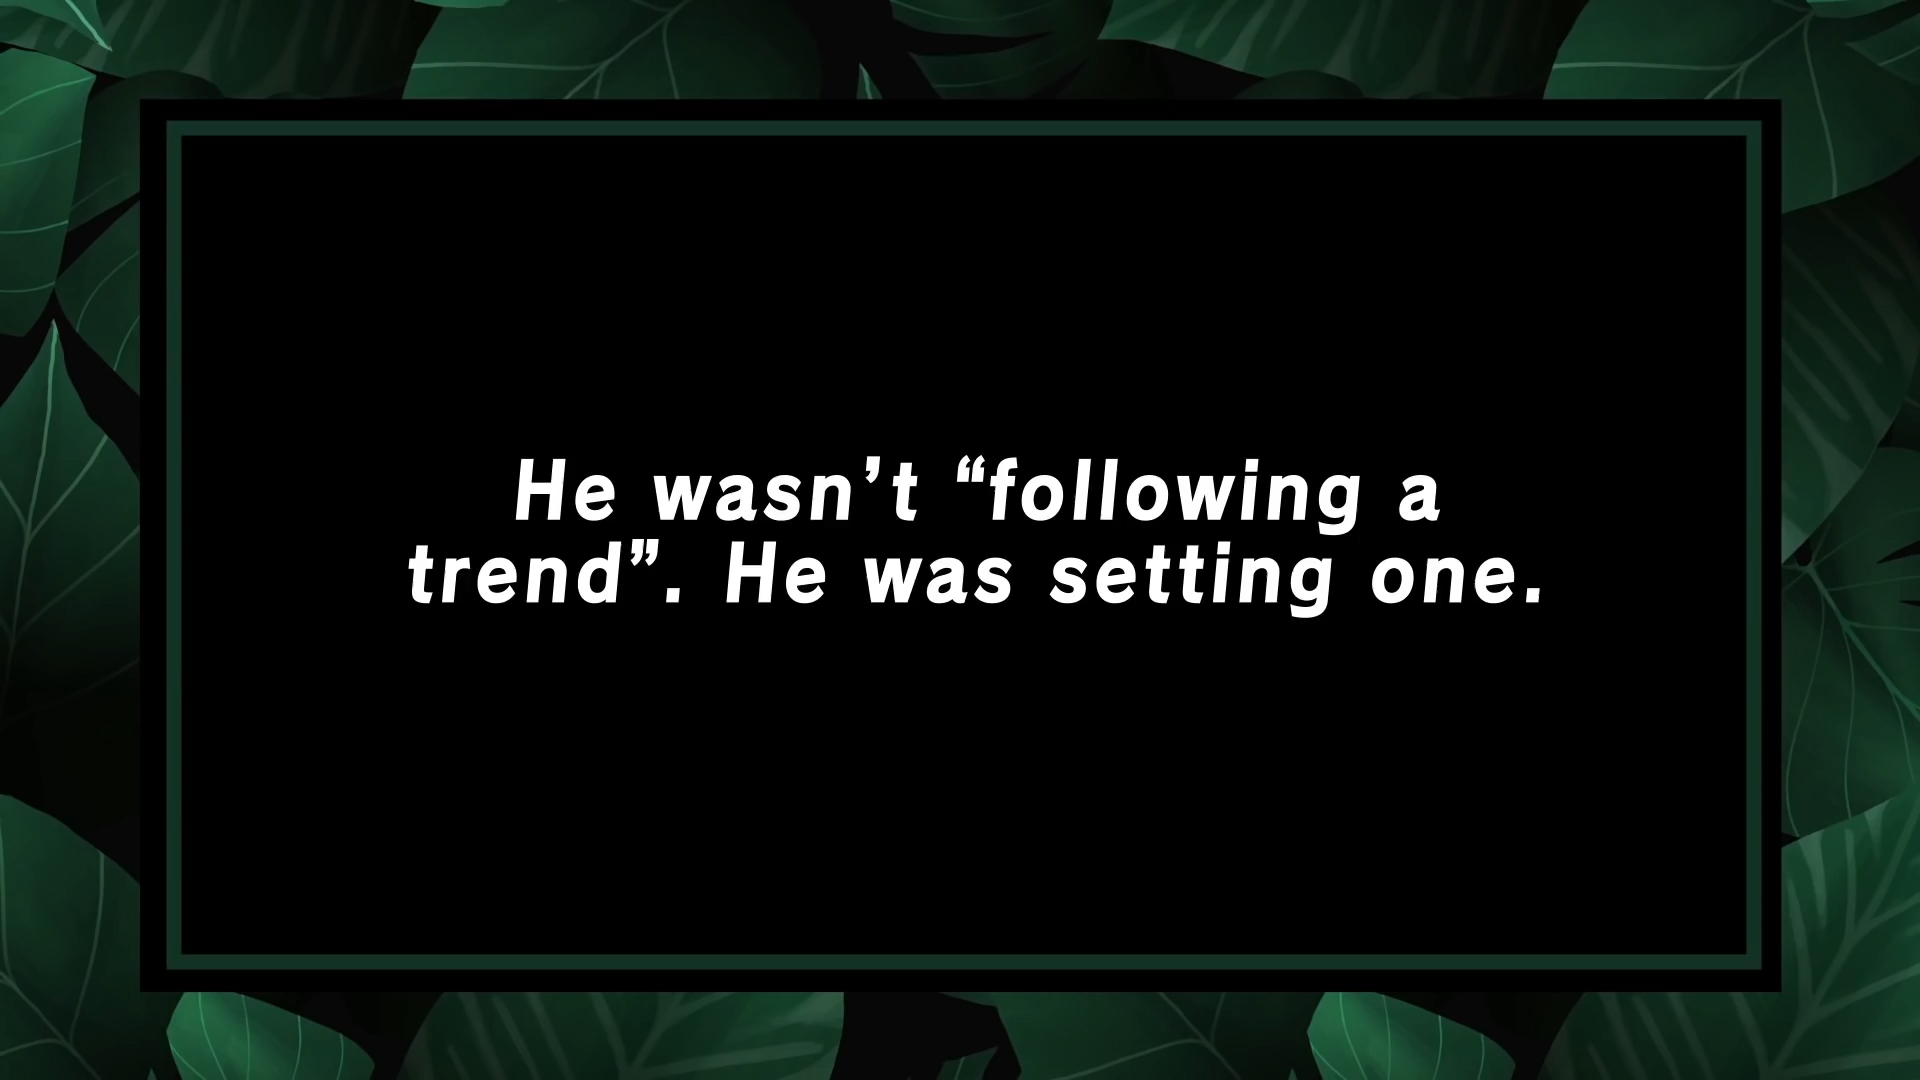 He wasn’t “following a
trend”. He was setting one.